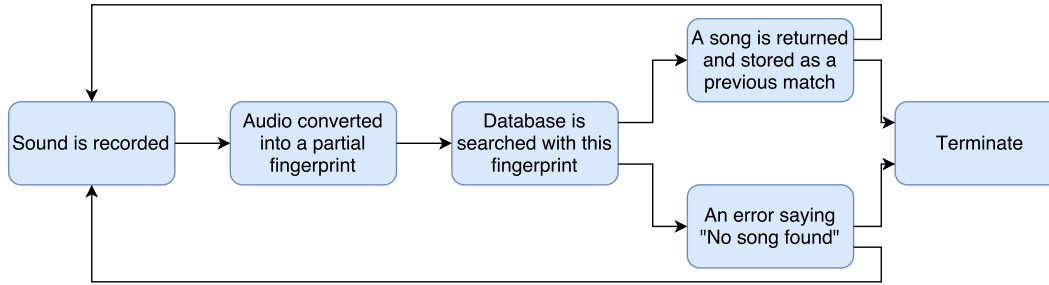 Sound is recorded
Audio converted
into a partial
fingerprint
Database is
searched with this
fingerprint
A song is returned
and stored as a
previous match
An error saying
"No song found"
Terminate